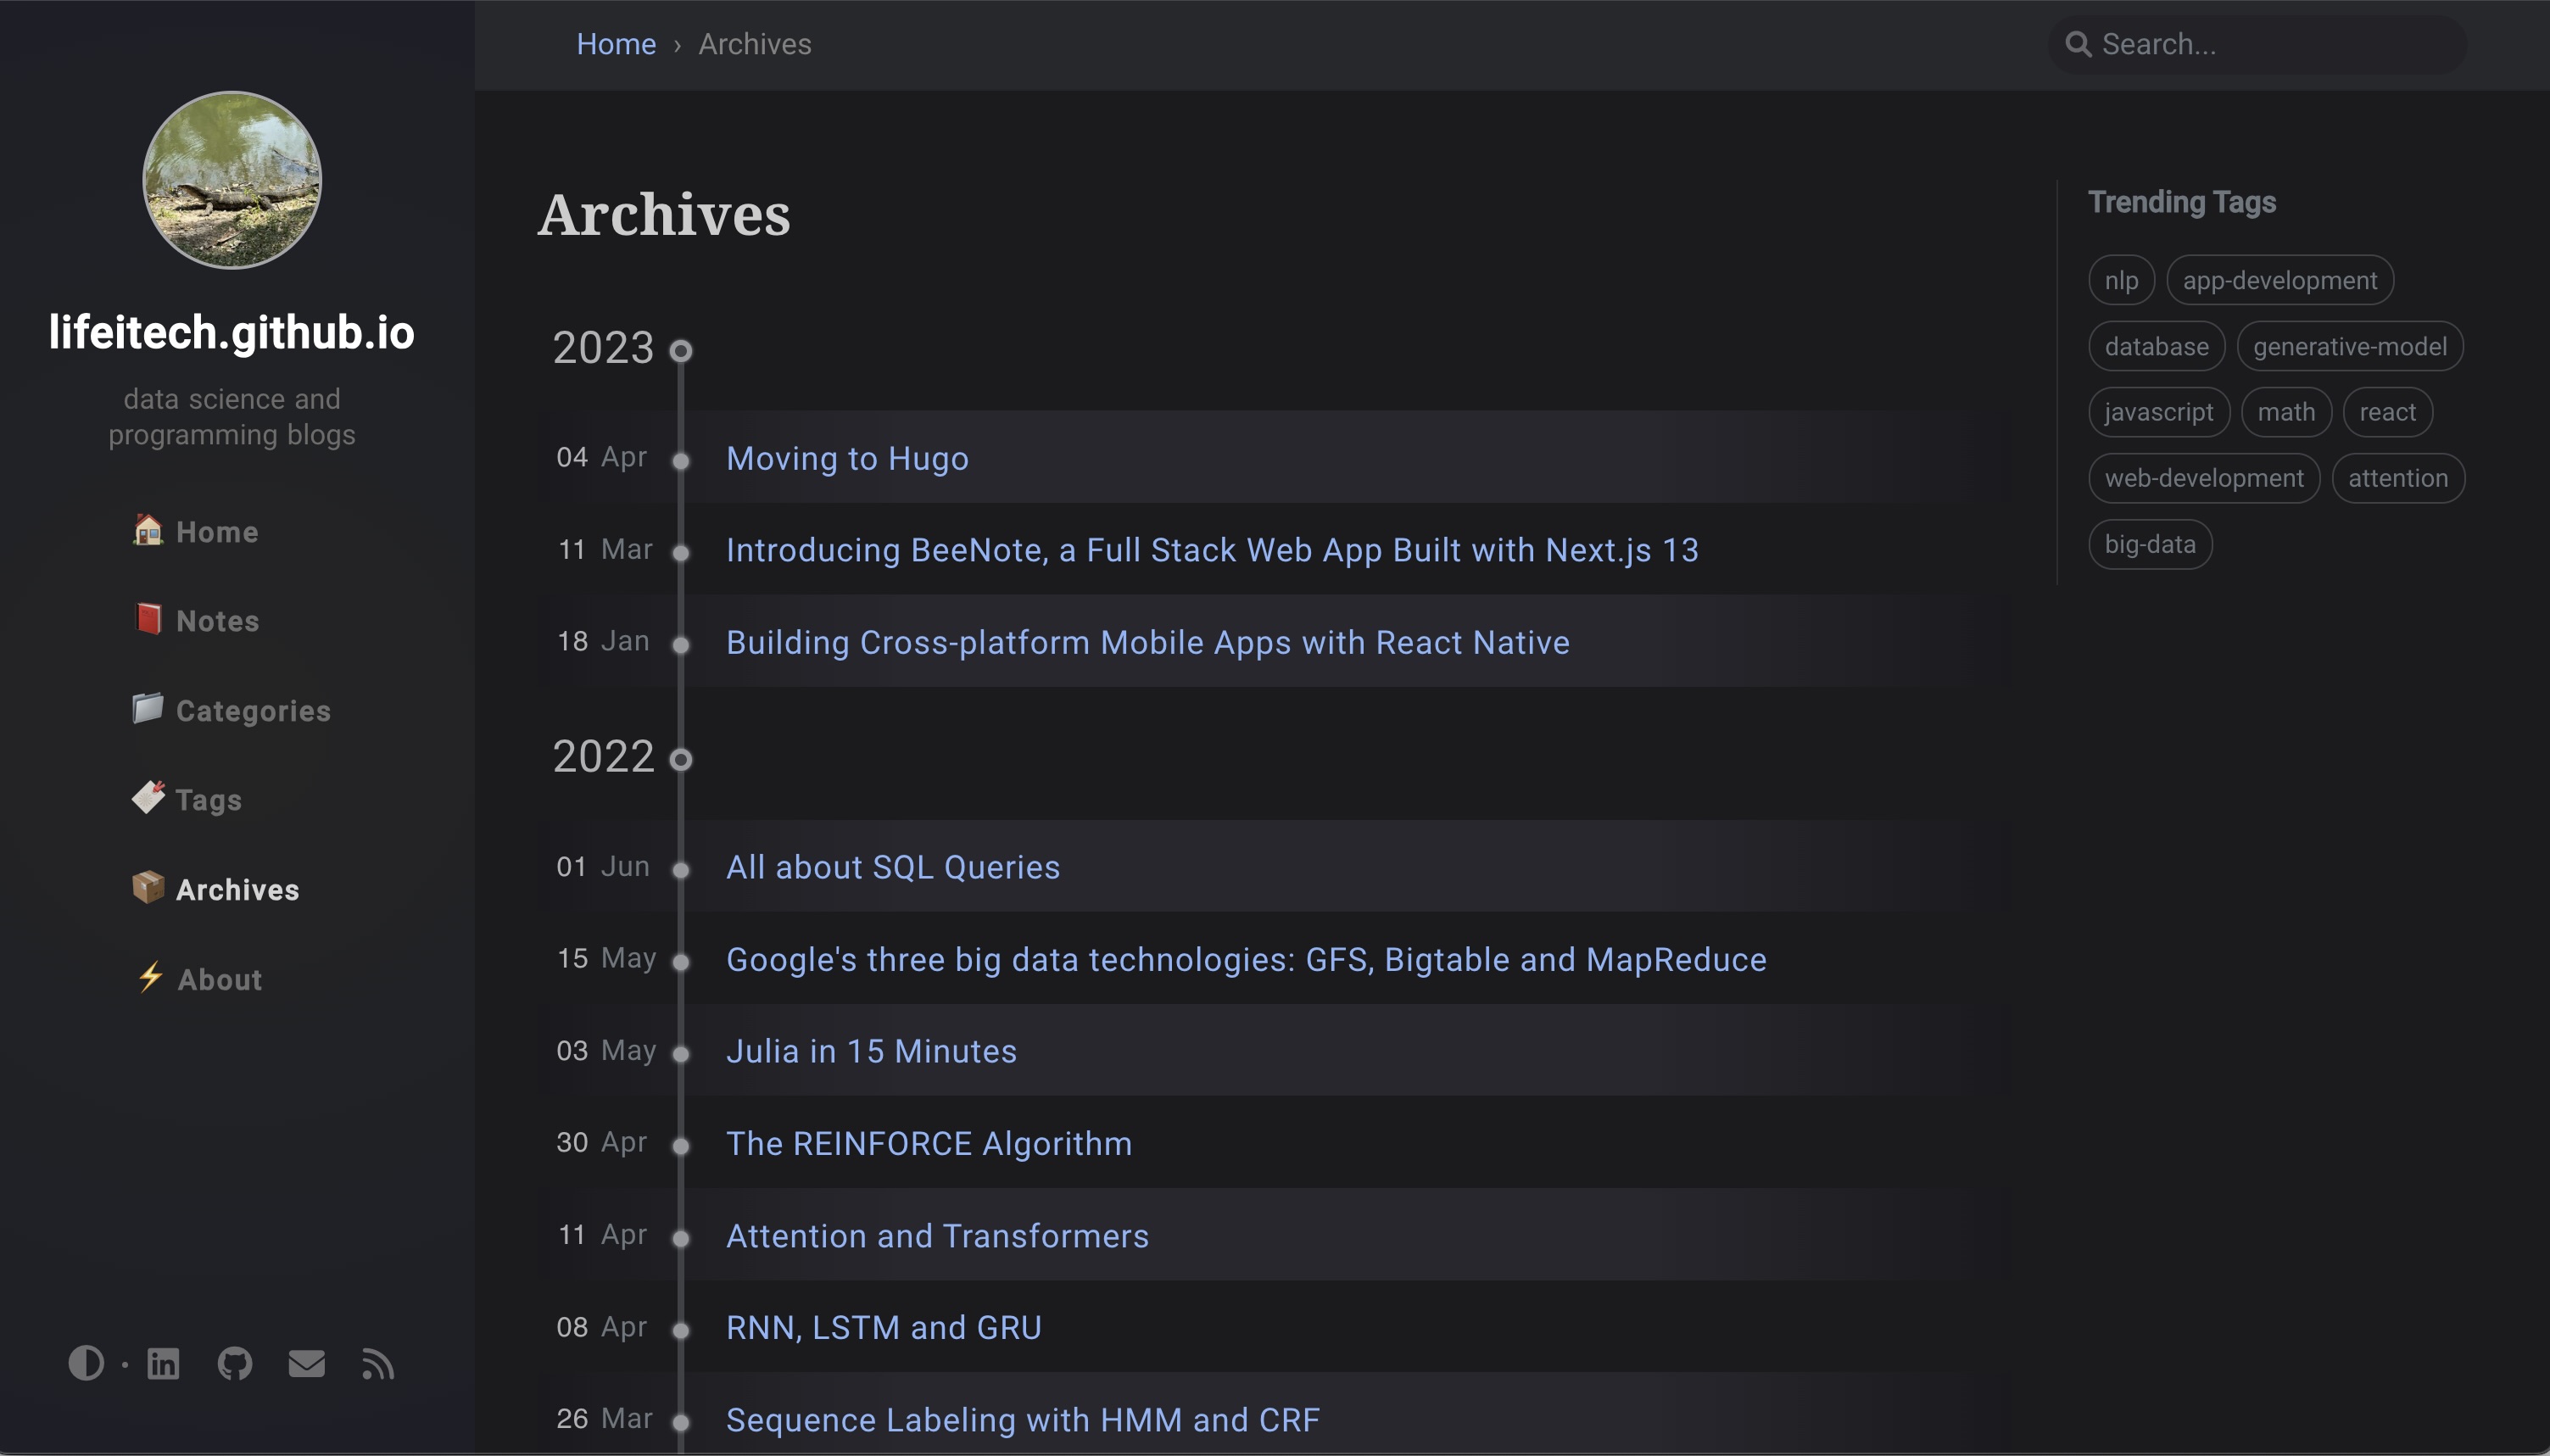 lifeitech.github.io
data science and
programming blogs
Home
Notes
Categories
Tags
Archives
About
Home › Archives
Search...
Archives
2023
04 Apr Moving to Hugo
11 Mar Introducing BeeNote, a Full Stack Web App Built with Next.js 13
18 Jan Building Cross-platform Mobile Apps with React Native
2022
01 Jun All about SQL Queries
15 May Google's three big data technologies: GFS, Bigtable and MapReduce
03 May Julia in 15 Minutes
30 Apr The REINFORCE Algorithm
11 Apr Attention and Transformers
08 Apr RNN, LSTM and GRU
26 Mar Sequence Labeling with HMM and CRF
Trending Tags
nlp app-development
database generative-model
javascript math react
web-development attention
big-data